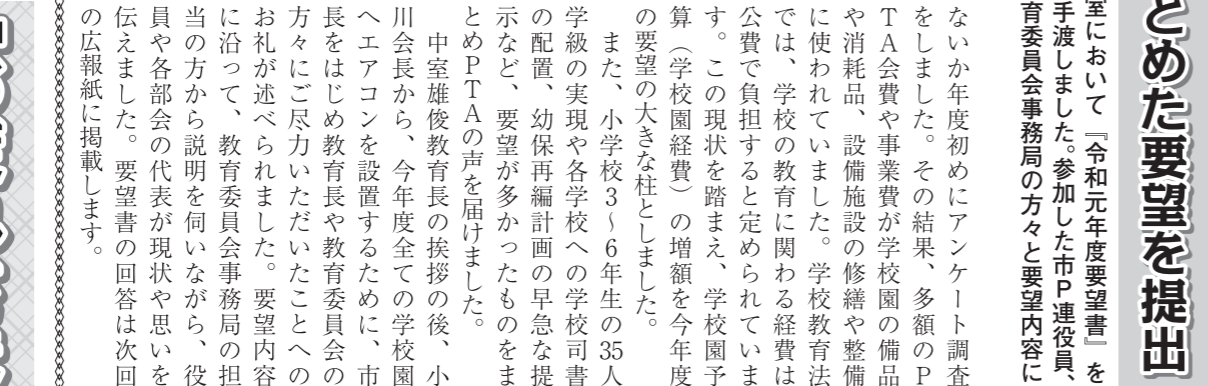 とめた要望を提出
室において『令和元年度要望書』を
手渡しました。参加した市Ｐ連役員、
育委員会事務局の方々と要望内容に
ないか年度初めにアンケート調査
をしました。その結果、多額のＰ
ＴＡ会費や事業費が学校園の備品
や消耗品、設備施設の修繕や整備
に使われていました。学校教育法
では、学校の教育に関わる経費は
公費で負担すると定められていま
す。この現状を踏まえ、学校園予
算（学校園経費）の増額を今年度
の要望の大きな柱としました。
また、小学校３～６年生の35人
学級の実現や各学校への学校司書
の配置、幼保再編計画の早急な提
示など、要望が多かったものをま
とめＰＴＡの声を届けました。
中室雄俊教育長の挨拶の後、小
川会長から、今年度全ての学校園
へエアコンを設置するために、市
長をはじめ教育長や教育委員会の
方々にご尽力いただいたことへの
お礼が述べられました。要望内容
に沿って、教育委員会事務局の担
当の方から説明を伺いながら、役
員や各部会の代表が現状や思いを
伝えました。要望書の回答は次回
の広報紙に掲載します。